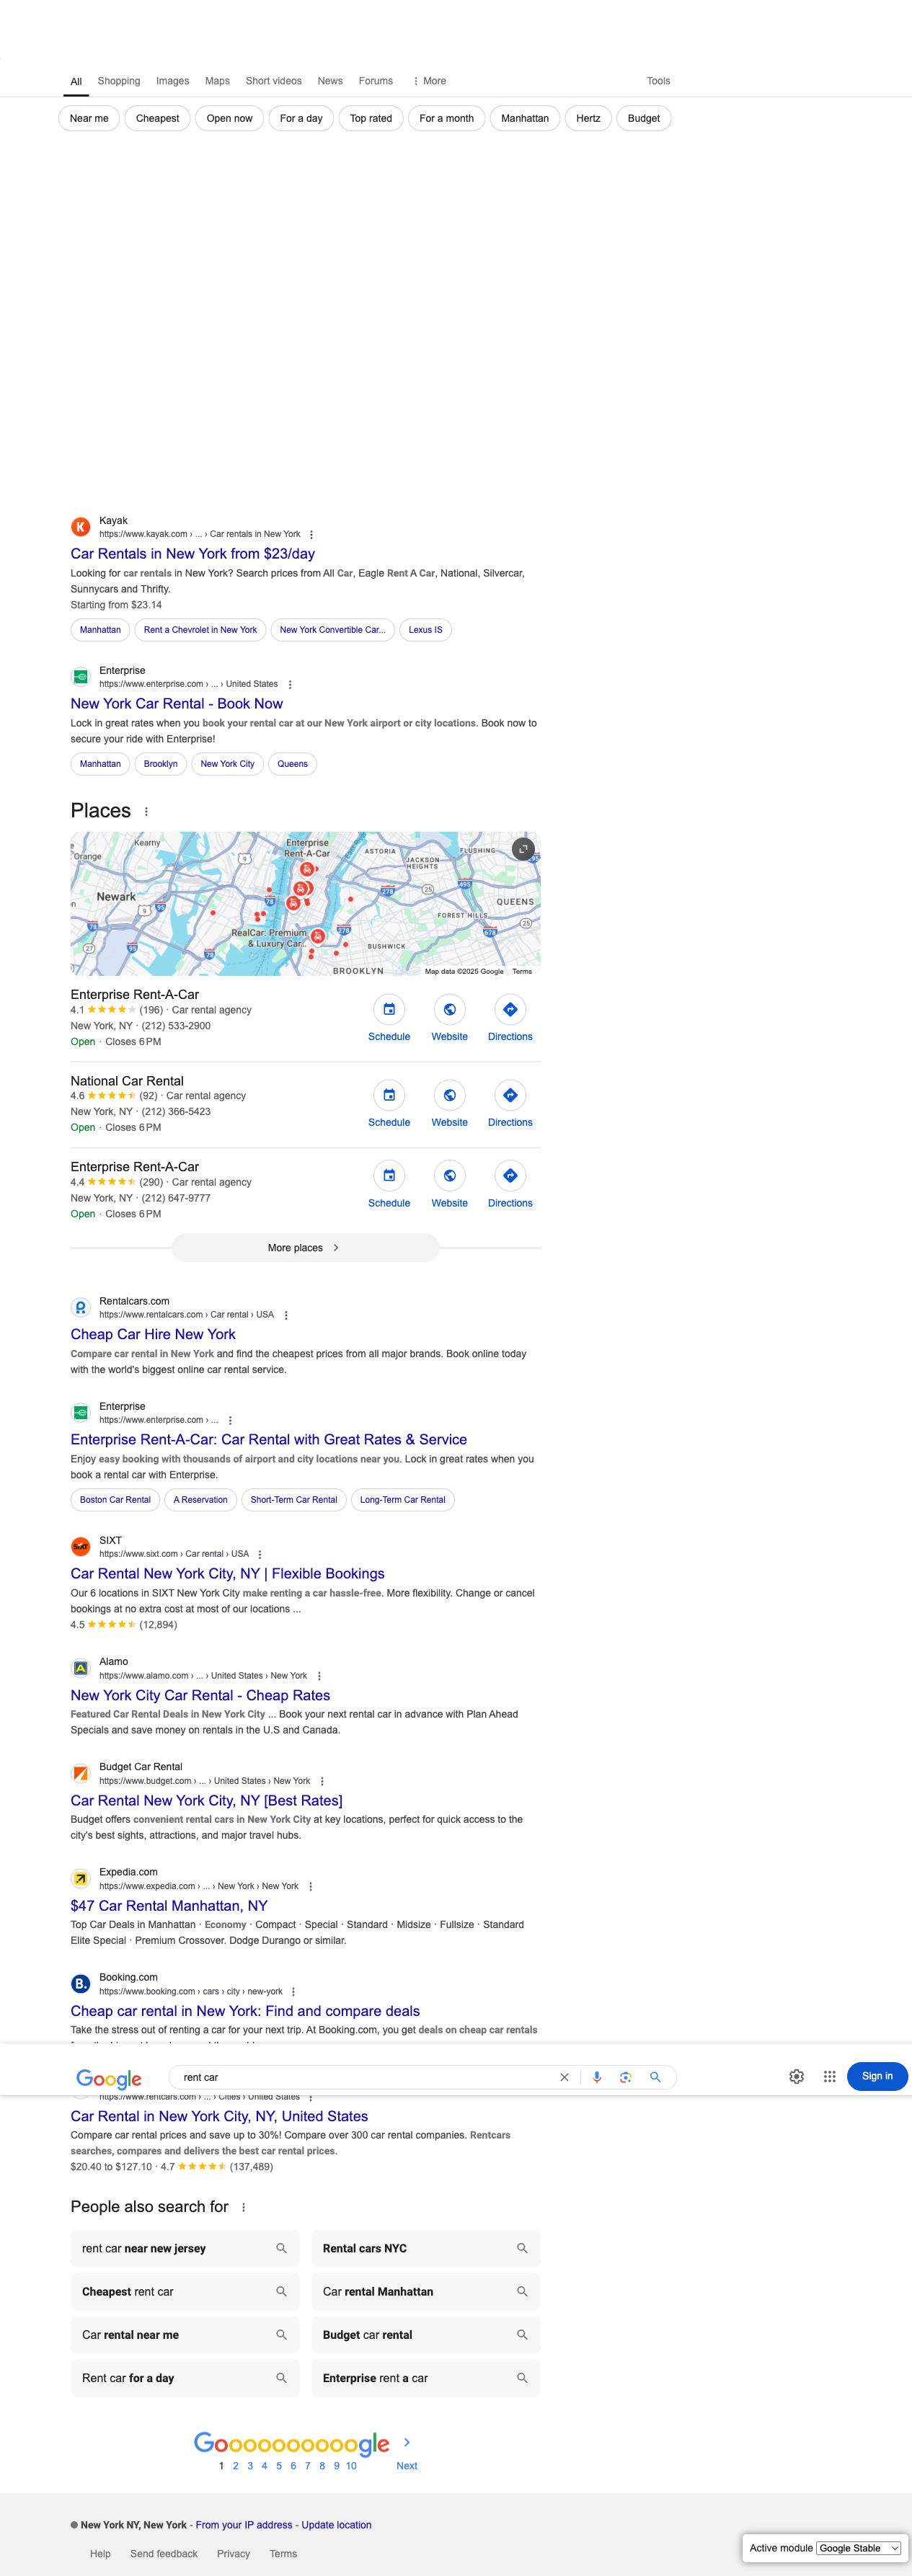 All Shopping Images Maps Short videos News Forums More Tools
Near me Cheapest Open now For a day Top rated For a month Manhattan Hertz Budget
Kayak
https://www.kayak.com › ... › Car rentals in New York
Car Rentals in New York from $23/day
Looking for car rentals in New York? Search prices from All Car, Eagle Rent A Car, National, Silvercar,
Sunnycars and Thrifty.
Starting from $23.14
Manhattan Rent a Chevrolet in New York New York Convertible Car... Lexus IS
Enterprise
https://www.enterprise.com › ... › United States
New York Car Rental - Book Now
Lock in great rates when you book your rental car at our New York airport or city locations. Book now to
secure your ride with Enterprise!
Manhattan Brooklyn New York City Queens
Places
Kearny
Orange
Newark
Enterprise
Rent-A-Car
ASTORIA
JACKSON
HEIGHTS
FLUSHING
QUEENS
FOREST HILLS
RealCar: Premium
& Luxury Car...
BUSHWICK
BROOKLYN
Map data ©2025 Google Terms
Enterprise Rent-A-Car
4.1 (196) · Car rental agency
New York, NY · (212) 533-2900
Open · Closes 6 PM
Schedule Website Directions
National Car Rental
4.6 (92) · Car rental agency
New York, NY · (212) 366-5423
Open · Closes 6 PM
Schedule Website Directions
Enterprise Rent-A-Car
4.4 (290) · Car rental agency
New York, NY · (212) 647-9777
Open · Closes 6 PM
Schedule Website Directions
More places
Rentalcars.com
https://www.rentalcars.com › Car rental › USA
Cheap Car Hire New York
Compare car rental in New York and find the cheapest prices from all major brands. Book online today
with the world's biggest online car rental service.
Enterprise
https://www.enterprise.com › ...
Enterprise Rent-A-Car: Car Rental with Great Rates & Service
Enjoy easy booking with thousands of airport and city locations near you. Lock in great rates when you
book a rental car with Enterprise.
Boston Car Rental A Reservation Short-Term Car Rental Long-Term Car Rental
SIXT
https://www.sixt.com › Car rental › USA
Car Rental New York City, NY | Flexible Bookings
Our 6 locations in SIXT New York City make renting a car hassle-free. More flexibility. Change or cancel
bookings at no extra cost at most of our locations ...
4.5 (12,894)
Alamo
https://www.alamo.com › ... › United States › New York
New York City Car Rental - Cheap Rates
Featured Car Rental Deals in New York City ... Book your next rental car in advance with Plan Ahead
Specials and save money on rentals in the U.S and Canada.
Budget Car Rental
https://www.budget.com › ... › United States › New York
Car Rental New York City, NY [Best Rates]
Budget offers convenient rental cars in New York City at key locations, perfect for quick access to the
city's best sights, attractions, and major travel hubs.
Expedia.com
https://www.expedia.com › ... › New York › New York
$47 Car Rental Manhattan, NY
Top Car Deals in Manhattan · Economy · Compact · Special · Standard · Midsize · Fullsize · Standard
Elite Special · Premium Crossover. Dodge Durango or similar.
Booking.com
https://www.booking.com › cars › city › new-york
Cheap car rental in New York: Find and compare deals
Take the stress out of renting a car for your next trip. At Booking.com, you get deals on cheap car rentals
Google rent car Sign in
https://www.rentcars.com › ... › Cities › United States
Car Rental in New York City, NY, United States
Compare car rental prices and save up to 30%! Compare over 300 car rental companies. Rentcars
searches, compares and delivers the best car rental prices.
$20.40 to $127.10 · 4.7 (137,489)
People also search for
rent car near new jersey
Rental cars NYC
Cheapest rent car
Car rental Manhattan
Car rental near me
Budget car rental
Rent car for a day
Enterprise rent a car
Goooooooooogle
1 2 3 4 5 6 7 8 9 10 Next
New York NY, New York - From your IP address - Update location
Help Send feedback Privacy Terms
Active module Google Stable